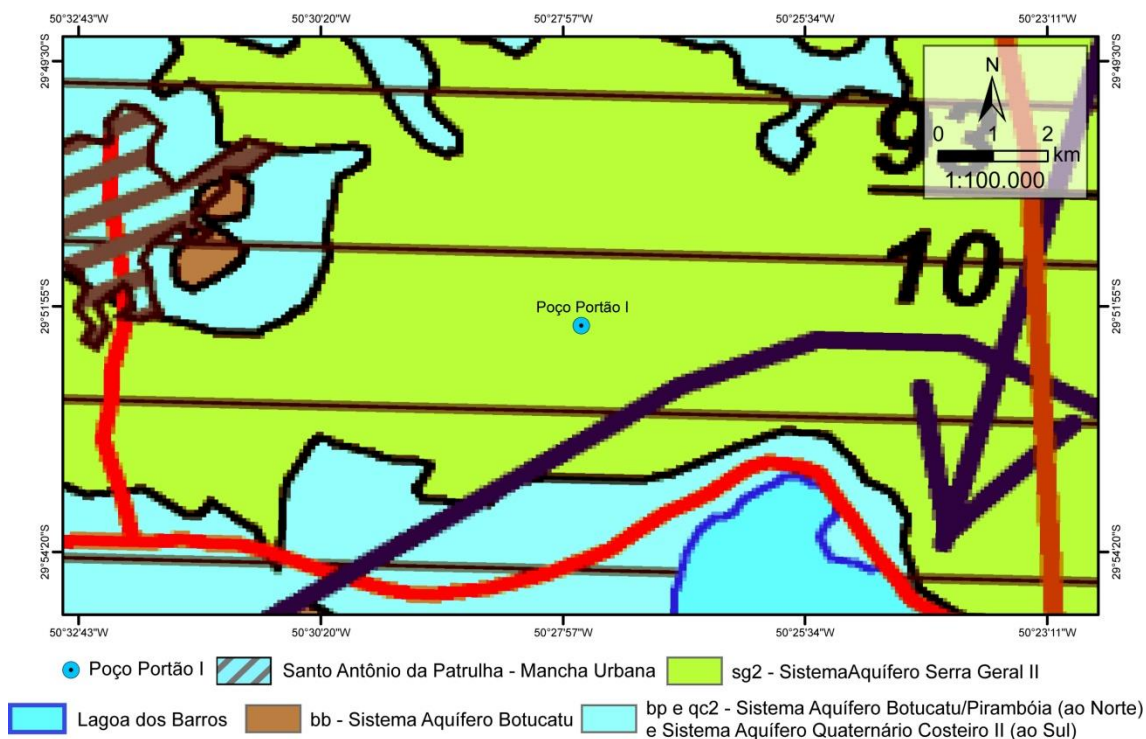 50°32'43"W 50°30'20"W 50°27'57"W 50°25'34"W 50°23'11"W
29°49'30"S 29°49'30"S
N
9
0 1 2
km
1:100.000
10
29°51'55"S 29°51'55"S
Poço Portão I
29°54'20"S 29°54'20"S
50°32'43"W 50°30'20"W 50°27'57"W 50°25'34"W 50°23'11"W
Poço Portão I Santo Antônio da Patrulha - Mancha Urbana sg2 - SistemaAquífero Serra Geral II
Lagoa dos Barros bb - Sistema Aquífero Botucatu bp e qc2 - Sistema Aquífero Botucatu/Pirambóia (ao Norte)
e Sistema Aquífero Quaternário Costeiro II (ao Sul)